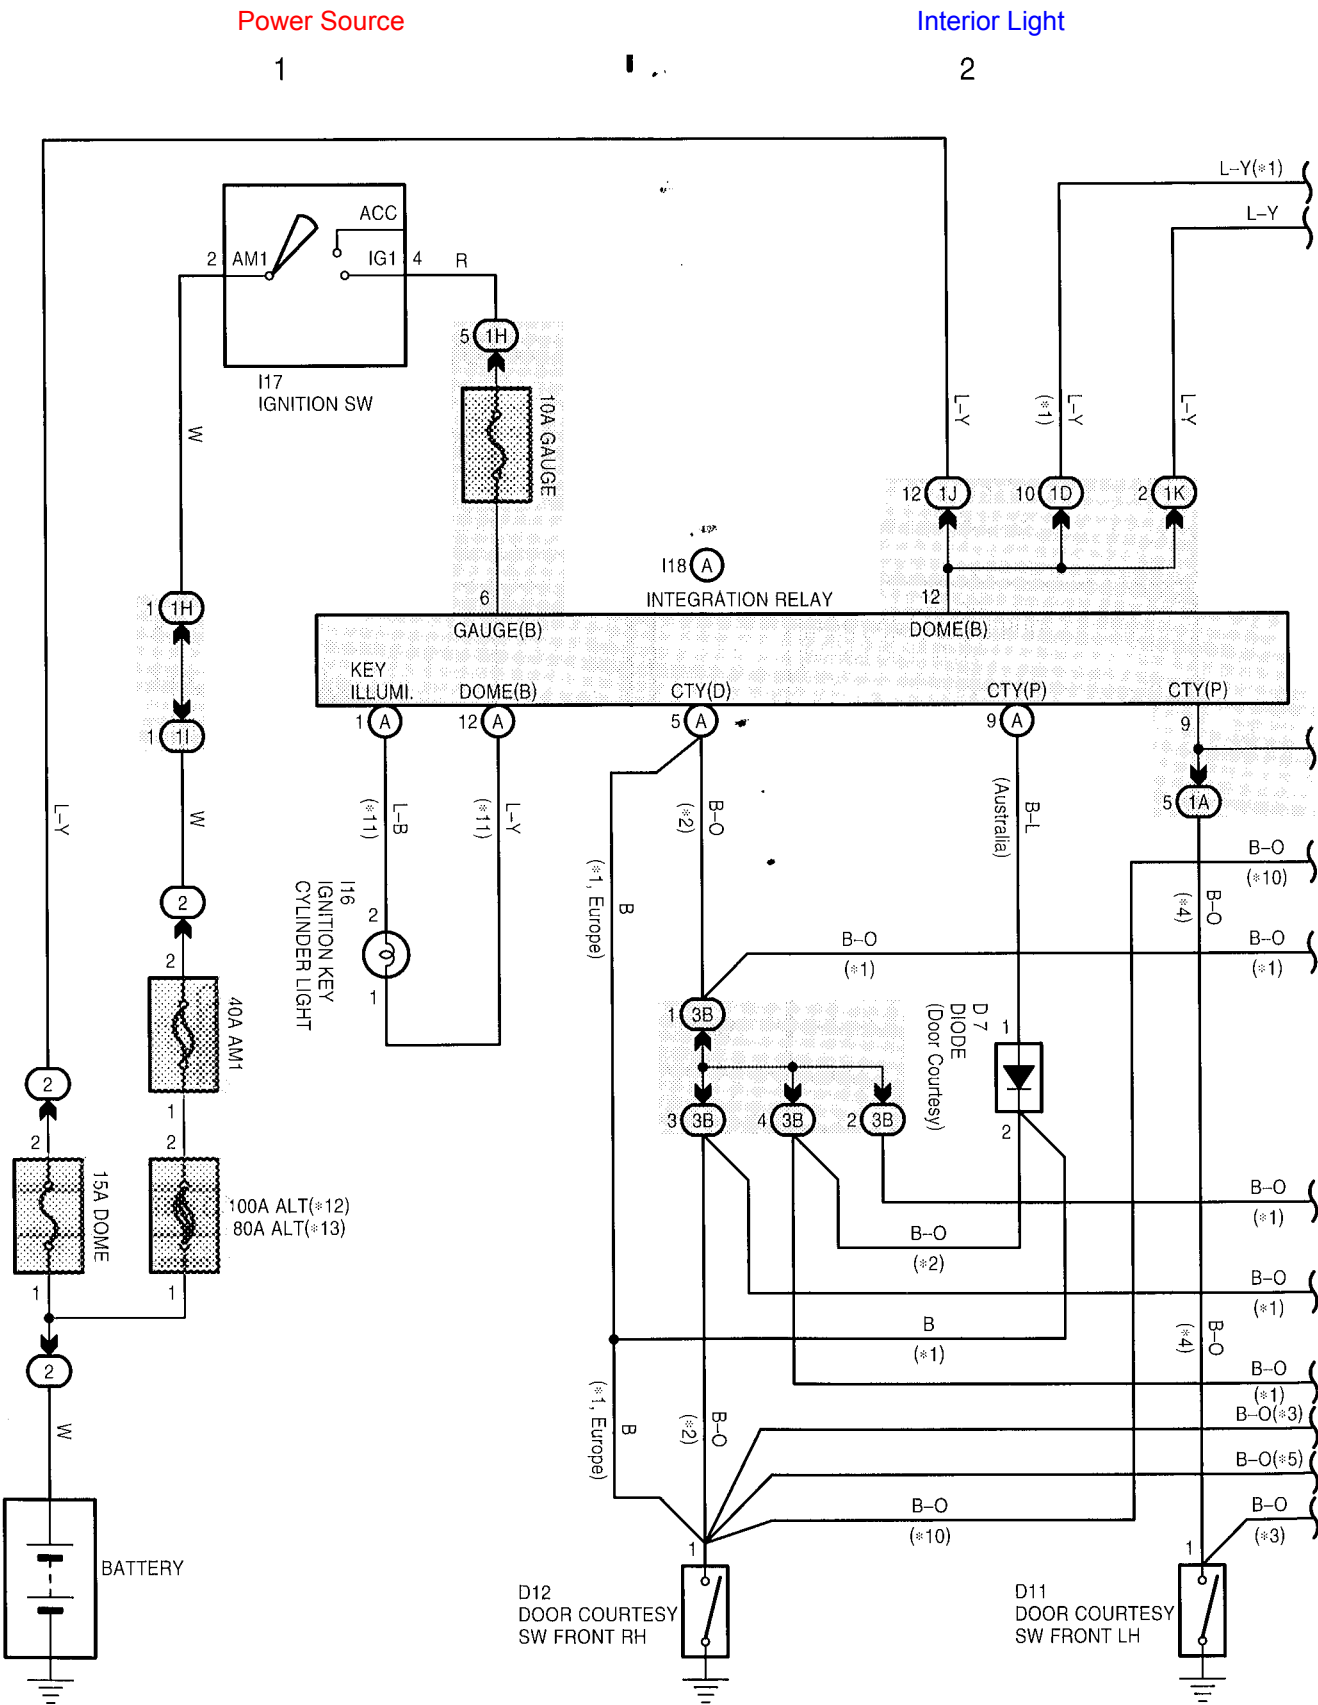 Power Source
Interior Light
1
2
L-Y(*1)
L-Y
ACC
2
AM1
IG1
4
R
5
1H
I17
IGNITION SW
10A GAUGE
L-Y
L-Y
(*1)
L-Y
W
12
1J
10
1D
2
1K
I18
A
INTEGRATION RELAY
6
12
1
1H
GAUGE(B)
DOME(B)
KEY
ILLUMI.
DOME(B)
CTY(D)
CTY(P)
CTY(P)
1
A
12
A
5
A
9
A
9
1
1I
5
1A
L-Y
W
L-B
(*11)
L-Y
(*11)
B-O
(*2)
B-L
(Australia)
B-O
(*10)
B
(*1, Europe)
B-O
(*4)
I16
IGNITION KEY
CYLINDER LIGHT
2
1
2
2
B-O
(*1)
B-O
(*1)
40A AM1
1
3B
D 7
DIODE
(Door Courtesy)
1
2
1
2
2
3
3B
4
3B
2
3B
2
15A DOME
100A ALT(*12)
80A ALT(*13)
B-O
(*1)
B-O
(*2)
1
1
B-O
(*1)
B
(*1)
B-O
(*4)
2
B-O
(*1)
W
B
(*1, Europe)
B-O
(*2)
B-O(*3)
B-O(*5)
B-O
(*10)
B-O
(*3)
1
1
BATTERY
D12
DOOR COURTESY
SW FRONT RH
D11
DOOR COURTESY
SW FRONT LH